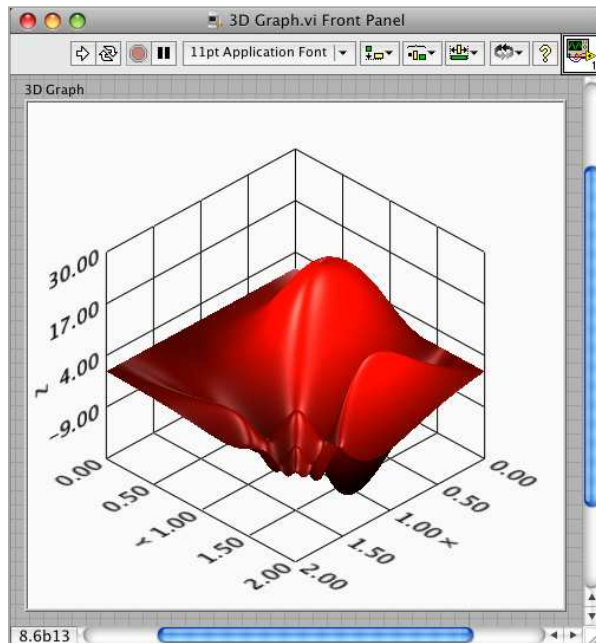 3D Graph.vi Front Panel
11pt Application Font
?
3D Graph
30.00
17.00
4.00
-9.00
z
0.00
0.50
1.00
1.50
2.00
Y
2.00
1.50
1.00
0.50
0.00
x
8.6b13